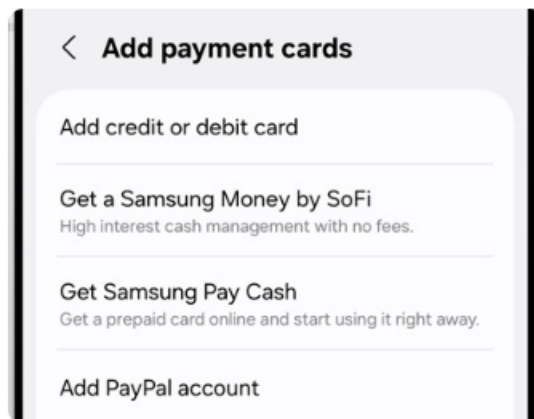 Add payment cards
Add credit or debit card
Get a Samsung Money by SoFi
High interest cash management with no fees.
Get Samsung Pay Cash
Get a prepaid card online and start using it right away.
Add PayPal account